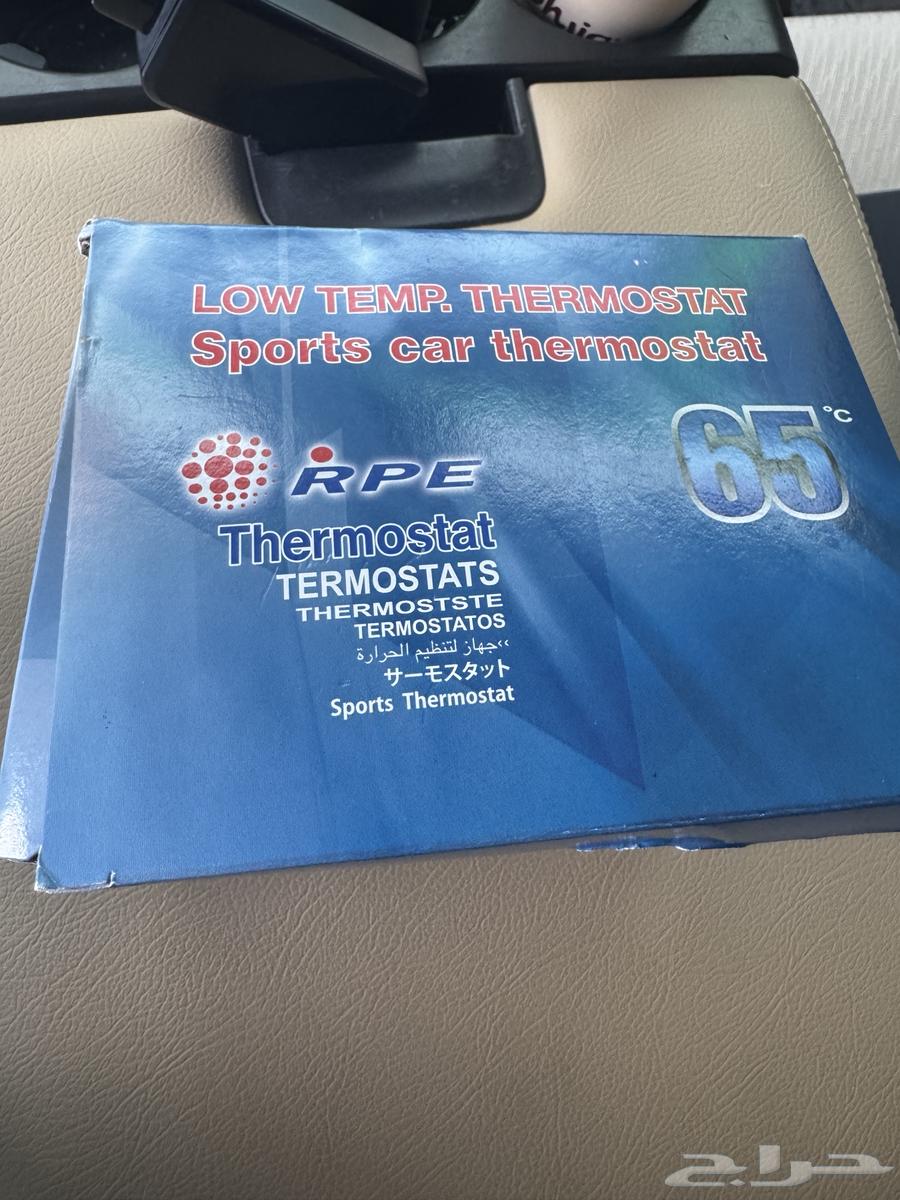 LOW TEMP. THERMOSTAT
Sports car thermostat
65°C
RPE
Thermostat
TERMOSTATS
THERMOSTSTE
TERMOSTATOS
،،جهاز لتنظيم الحرارة
サーモスタット
Sports Thermostat
حراج